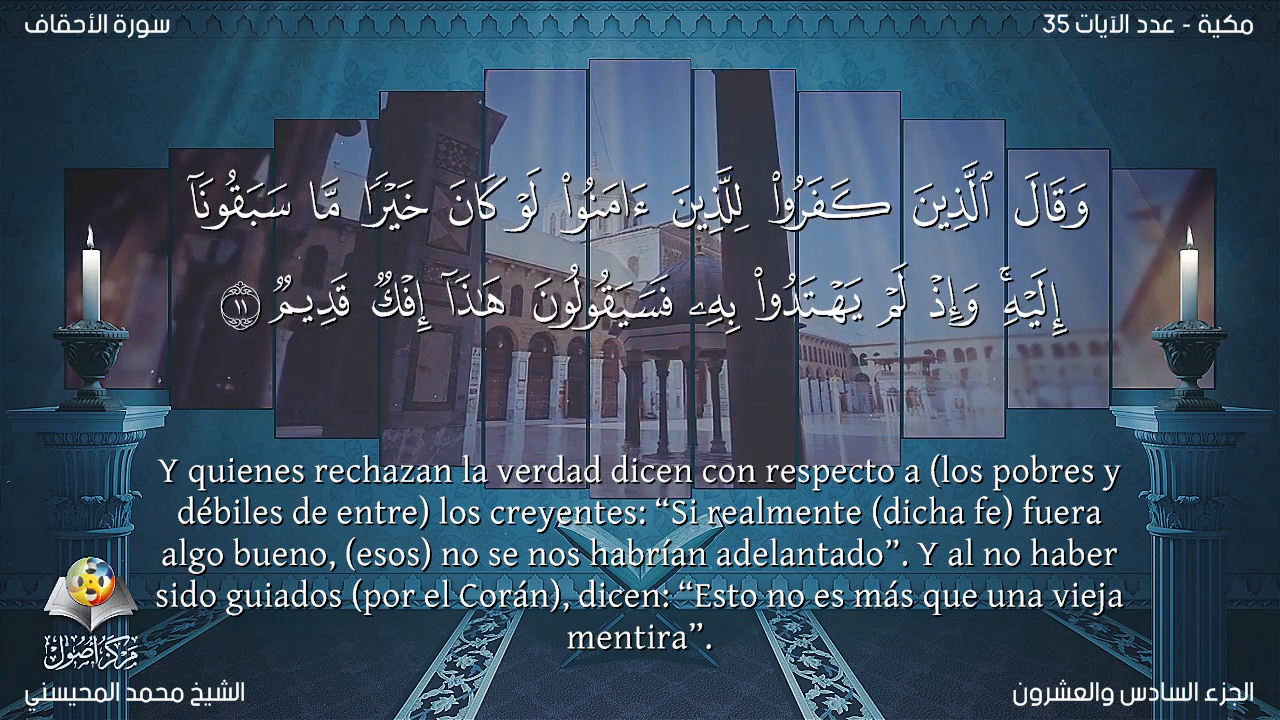 سورة الأحقاف
مكية - عدد الآيات 35
وَقَالَ ٱلَّذِينَ كَفَرُوا۟ لِلَّذِينَ ءَامَنُوا۟ لَوْ كَانَ خَيْرًا مَّا سَبَقُونَآ
إِلَيْهِ ۚ وَإِذْ لَمْ يَهْتَدُوا۟ بِهِۦ فَسَيَقُولُونَ هَـٰذَآ إِفْكٌ قَدِيمٌ ١١
Y quienes rechazan la verdad dicen con respecto a (los pobres y
débiles de entre) los creyentes: “Si realmente (dicha fe) fuera
algo bueno, (esos) no se nos habrían adelantado”. Y al no haber
sido guiados (por el Corán), dicen: “Esto no es más que una vieja
mentira”.
مركز أصول
الشيخ محمد المحيسني
الجزء السادس والعشرون